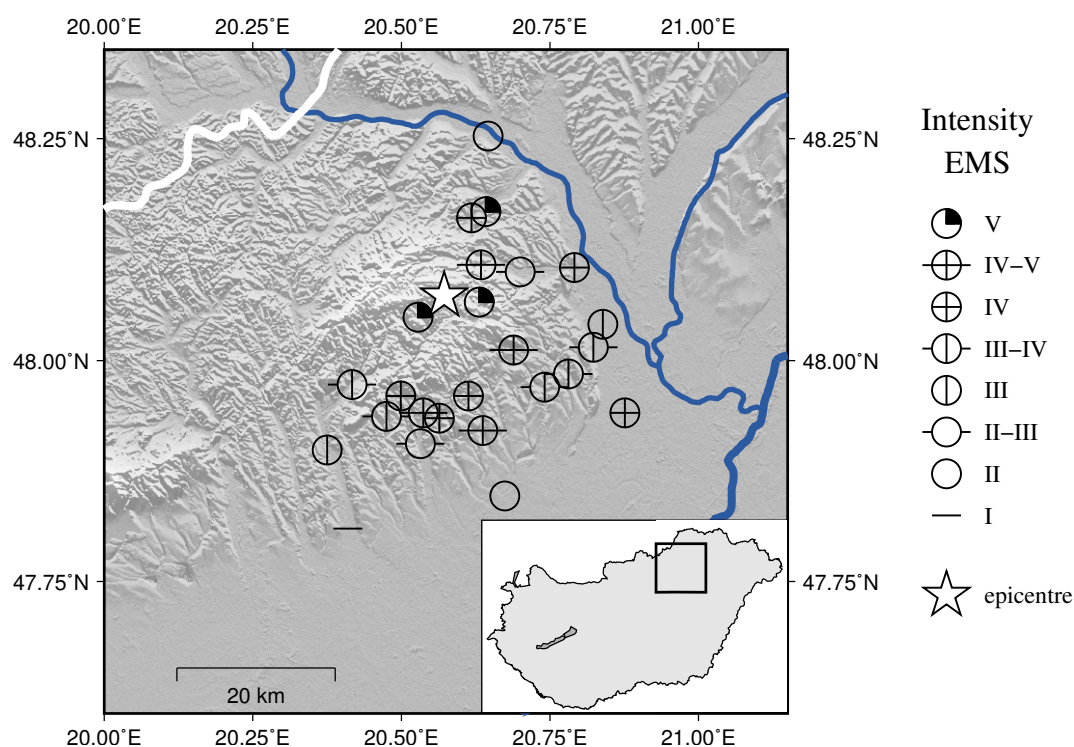 20.00˚E 20.25˚E 20.50˚E 20.75˚E 21.00˚E
48.25˚N 48.25˚N
48.00˚N 48.00˚N
47.75˚N 47.75˚N
20 km
20.00˚E 20.25˚E 20.50˚E 20.75˚E 21.00˚E
Intensity
EMS
V
IV–V
IV
III–IV
III
II–III
II
I
epicentre